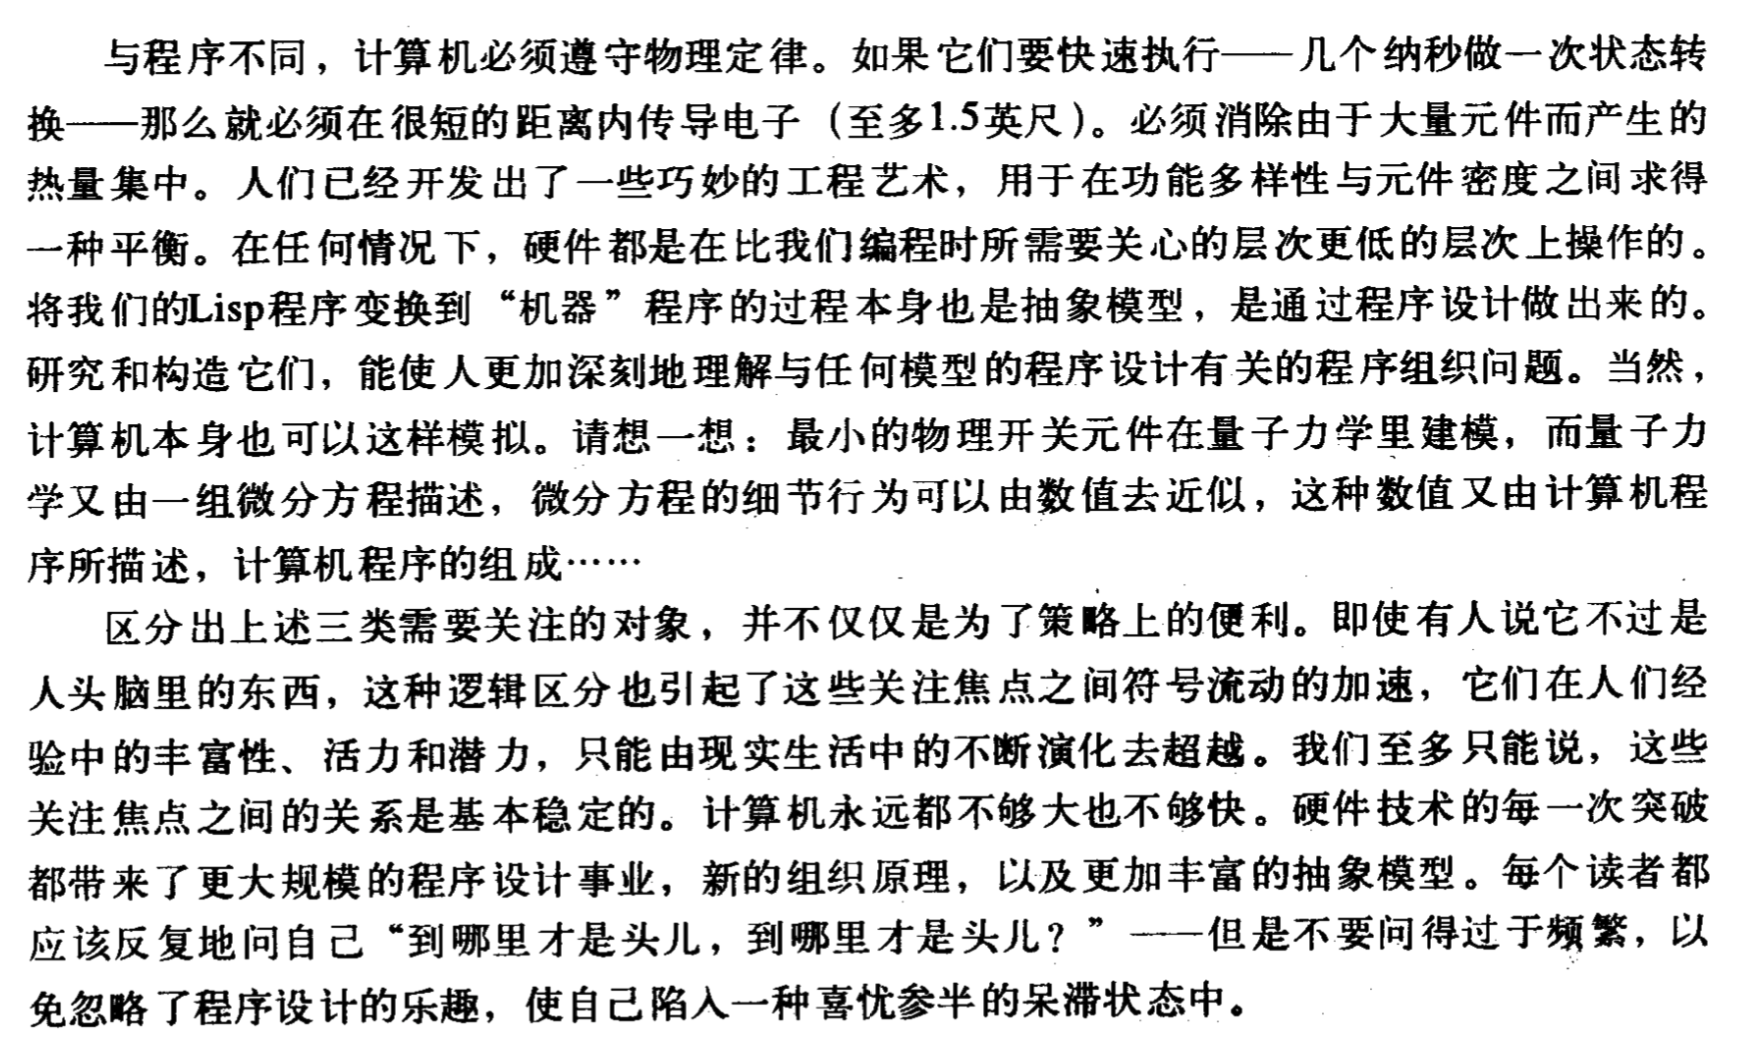 与程序不同，计算机必须遵守物理定律。如果它们要快速执行——几个纳秒做一次状态转
换——那么就必须在很短的距离内传导电子（至多1.5英尺）。必须消除由于大量元件而产生的
热量集中。人们已经开发出了一些巧妙的工程艺术，用于在功能多样性与元件密度之间求得
一种平衡。在任何情况下，硬件都是在比我们编程时所需要关心的层次更低的层次上操作的。
将我们的Lisp程序变换到“机器”程序的过程本身也是抽象模型，是通过程序设计做出来的。
研究和构造它们，能使人更加深刻地理解与任何模型的程序设计有关的程序组织问题。当然，
计算机本身也可以这样模拟。请想一想：最小的物理开关元件在量子力学里建模，而量子力
学又由一组微分方程描述，微分方程的细节行为可以由数值去近似，这种数值又由计算机程
序所描述，计算机程序的组成……
区分出上述三类需要关注的对象，并不仅仅是为了策略上的便利。即使有人说它不过是
人头脑里的东西，这种逻辑区分也引起了这些关注焦点之间符号流动的加速，它们在人们经
验中的丰富性、活力和潜力，只能由现实生活中的不断演化去超越。我们至多只能说，这些
关注焦点之间的关系是基本稳定的。计算机永远都不够大也不够快。硬件技术的每一次突破
都带来了更大规模的程序设计事业，新的组织原理，以及更加丰富的抽象模型。每个读者都
应该反复地问自己“到哪里才是头儿，到哪里才是头儿？”——但是不要问得过于频繁，以
免忽略了程序设计的乐趣，使自己陷入一种喜忧参半的呆滞状态中。